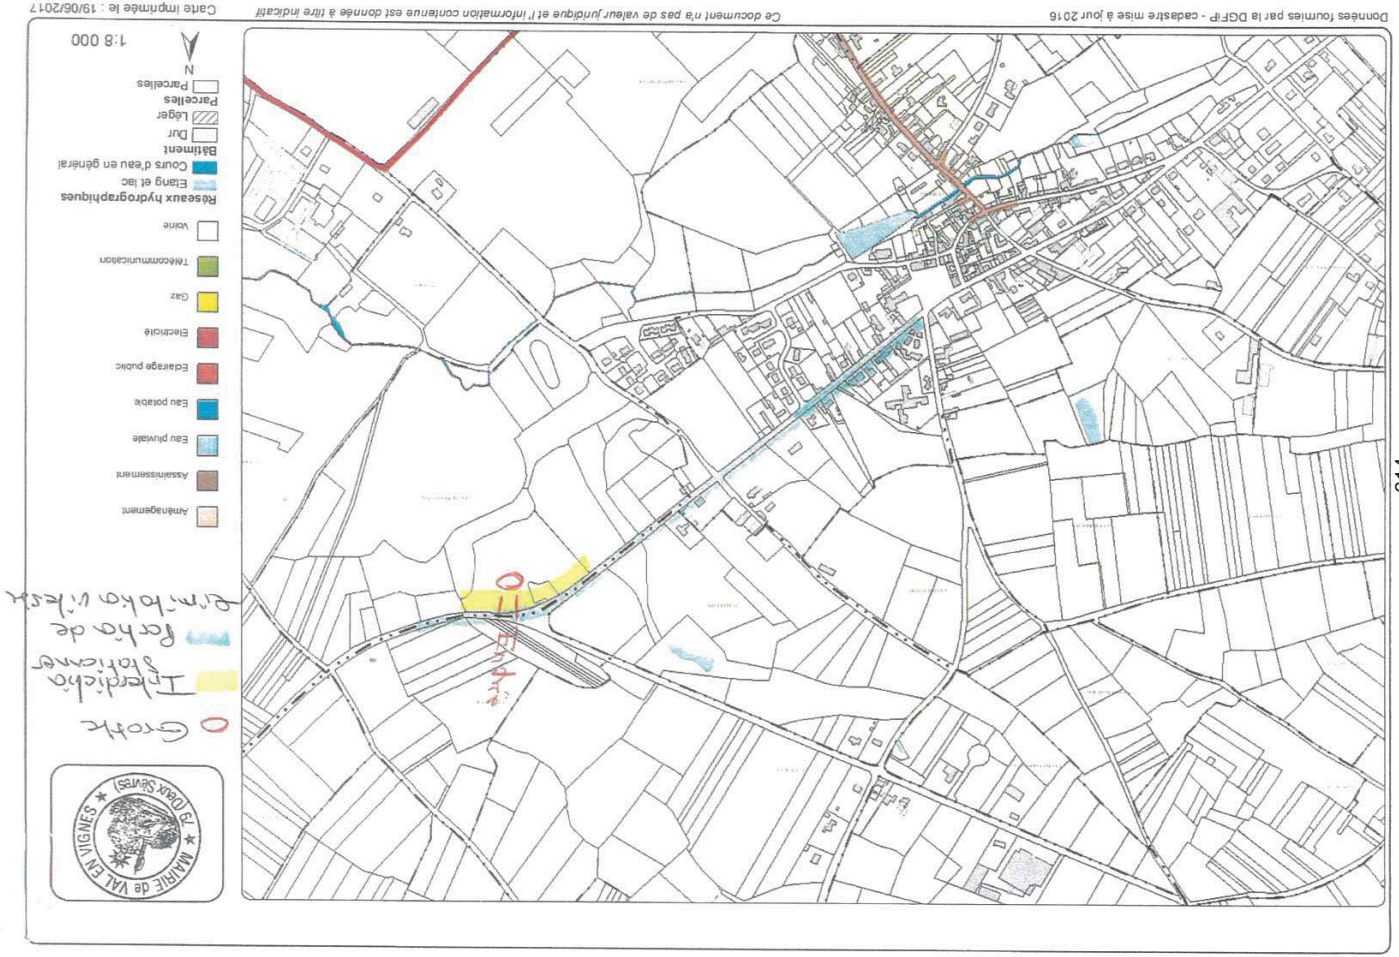 ★ MAIRIE de VAL EN VIGNES ★
79 (Deux Sèvres)
Grotte
Interdiction
Stationner
Portion de
limitation vitesse
Entrée
Aménagement
Assainissement
Eau pluviale
Eau potable
Eclairage public
Electricité
Gaz
Télécommunication
Voirie
Réseaux hydrographiques
Etang et lac
Cours d'eau en général
Bâtiment
Dur
Léger
Parcelles
Parcelles
N
1:8 000
Données fournies par la DGFiP - cadastre mise à jour 2016
Ce document n'a pas de valeur juridique et l'information contenue est donnée à titre indicatif
Carte imprimée le : 19/06/2017